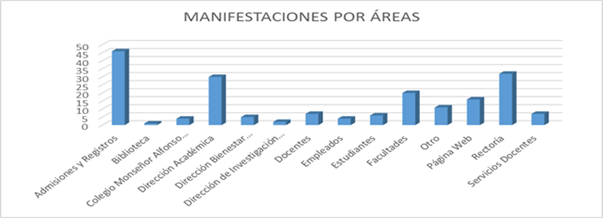 MANIFESTACIONES POR ÁREAS
50
45
40
35
30
25
20
15
10
5
0
Admisiones y Registros
Biblioteca
Colegio Monseñor Alfonso...
Dirección Académica
Dirección Bienestar...
Dirección de Investigación...
Docentes
Empleados
Estudiantes
Facultades
Otro
Página Web
Rectoría
Servicios Docentes